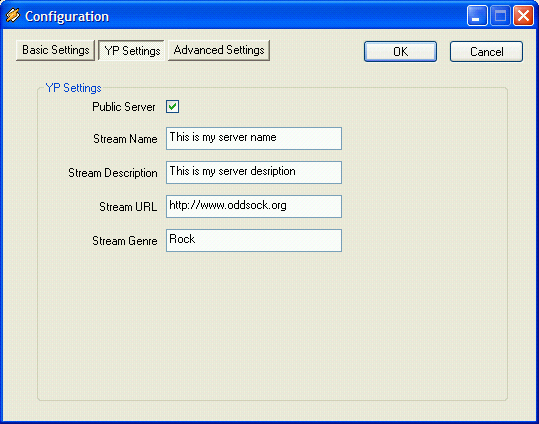 Configuration
Basic Settings YP Settings Advanced Settings OK Cancel
YP Settings
Public Server
Stream Name This is my server name
Stream Description This is my server desription
Stream URL http://www.oddsock.org
Stream Genre Rock